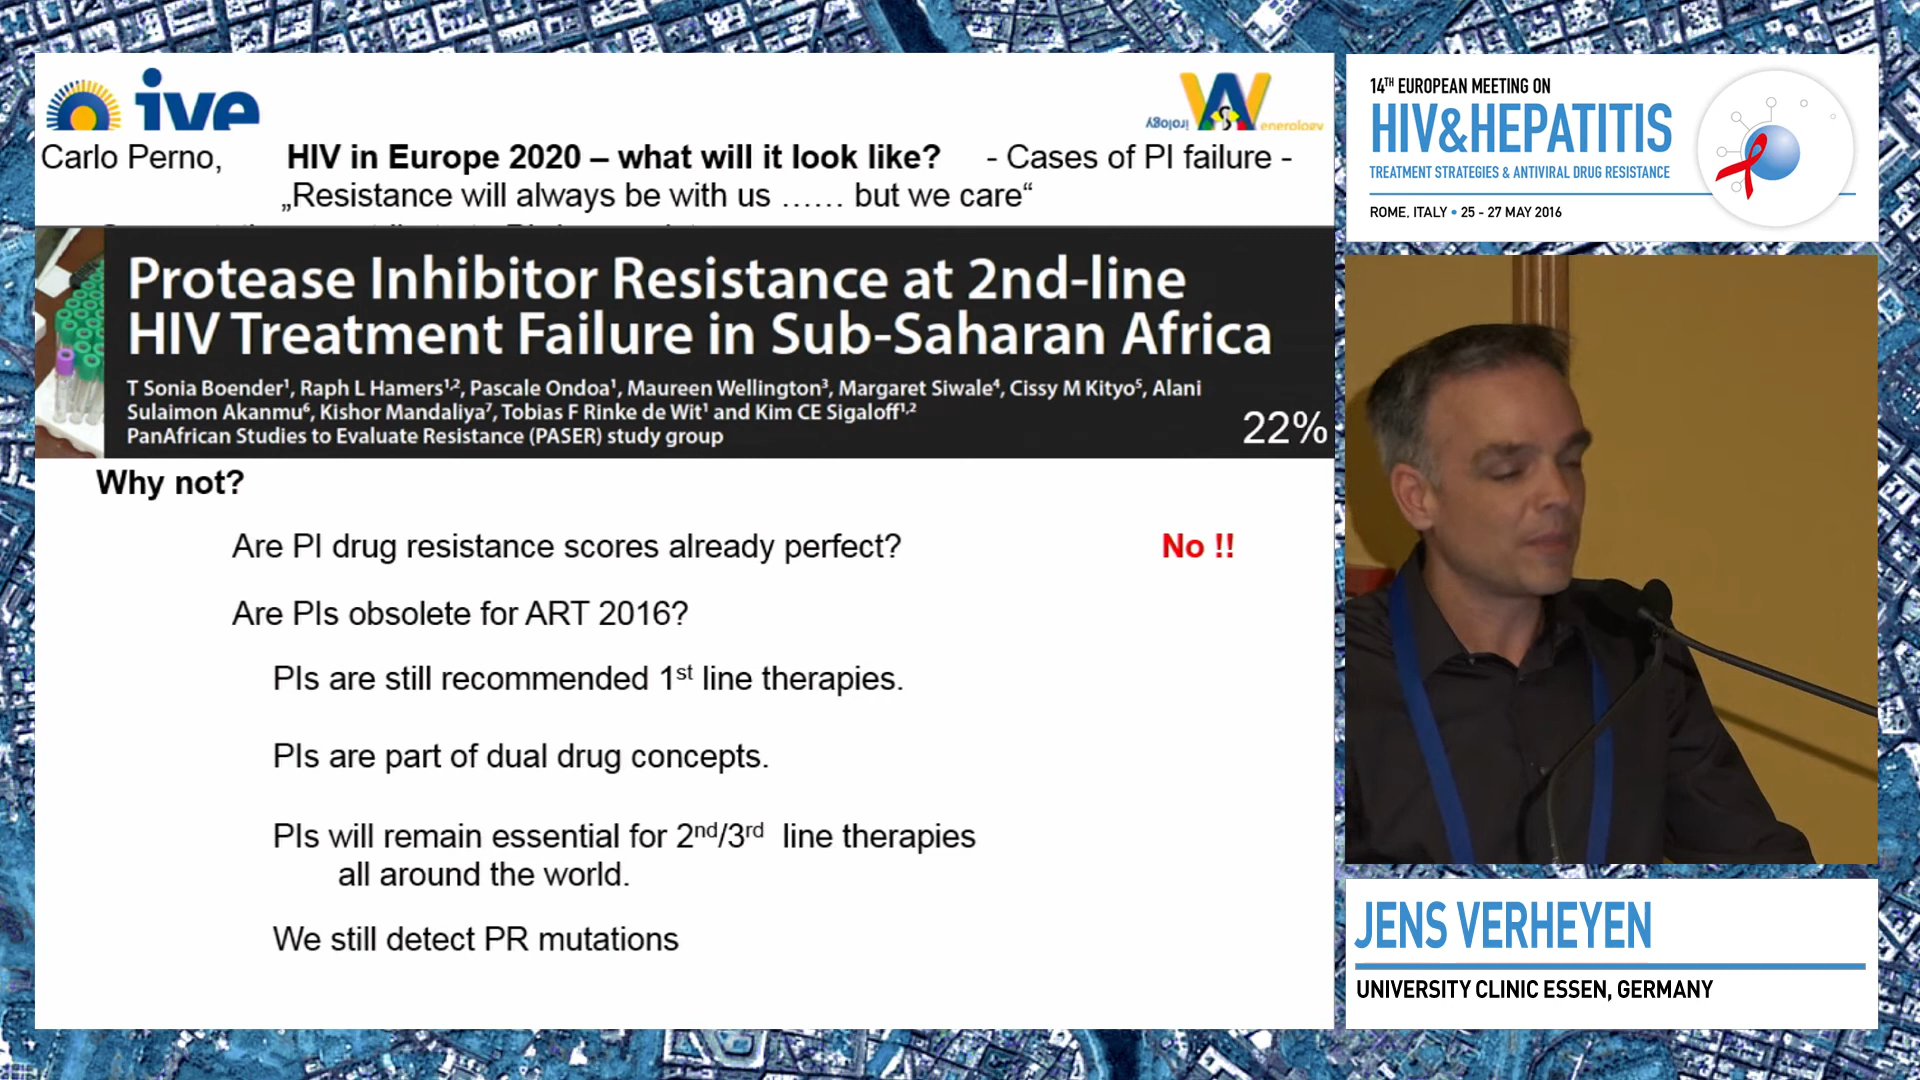 ive
irology
enerology
Carlo Perno, HIV in Europe 2020 – what will it look like? - Cases of PI failure -
„Resistance will always be with us …… but we care“
Protease Inhibitor Resistance at 2nd-line
HIV Treatment Failure in Sub-Saharan Africa
T Sonia Boender¹, Raph L Hamers¹,², Pascale Ondoa¹, Maureen Wellington³, Margaret Siwale⁴, Cissy M Kityo⁵, Alani
Sulaimon Akanmu⁶, Kishor Mandaliya⁷, Tobias F Rinke de Wit¹ and Kim CE Sigaloff¹,²
PanAfrican Studies to Evaluate Resistance (PASER) study group
22%
Why not?
Are PI drug resistance scores already perfect? No !!
Are PIs obsolete for ART 2016?
PIs are still recommended 1st line therapies.
PIs are part of dual drug concepts.
PIs will remain essential for 2nd/3rd line therapies
all around the world.
We still detect PR mutations
14TH EUROPEAN MEETING ON
HIV&HEPATITIS
TREATMENT STRATEGIES & ANTIVIRAL DRUG RESISTANCE
ROME, ITALY • 25 - 27 MAY 2016
JENS VERHEYEN
UNIVERSITY CLINIC ESSEN, GERMANY